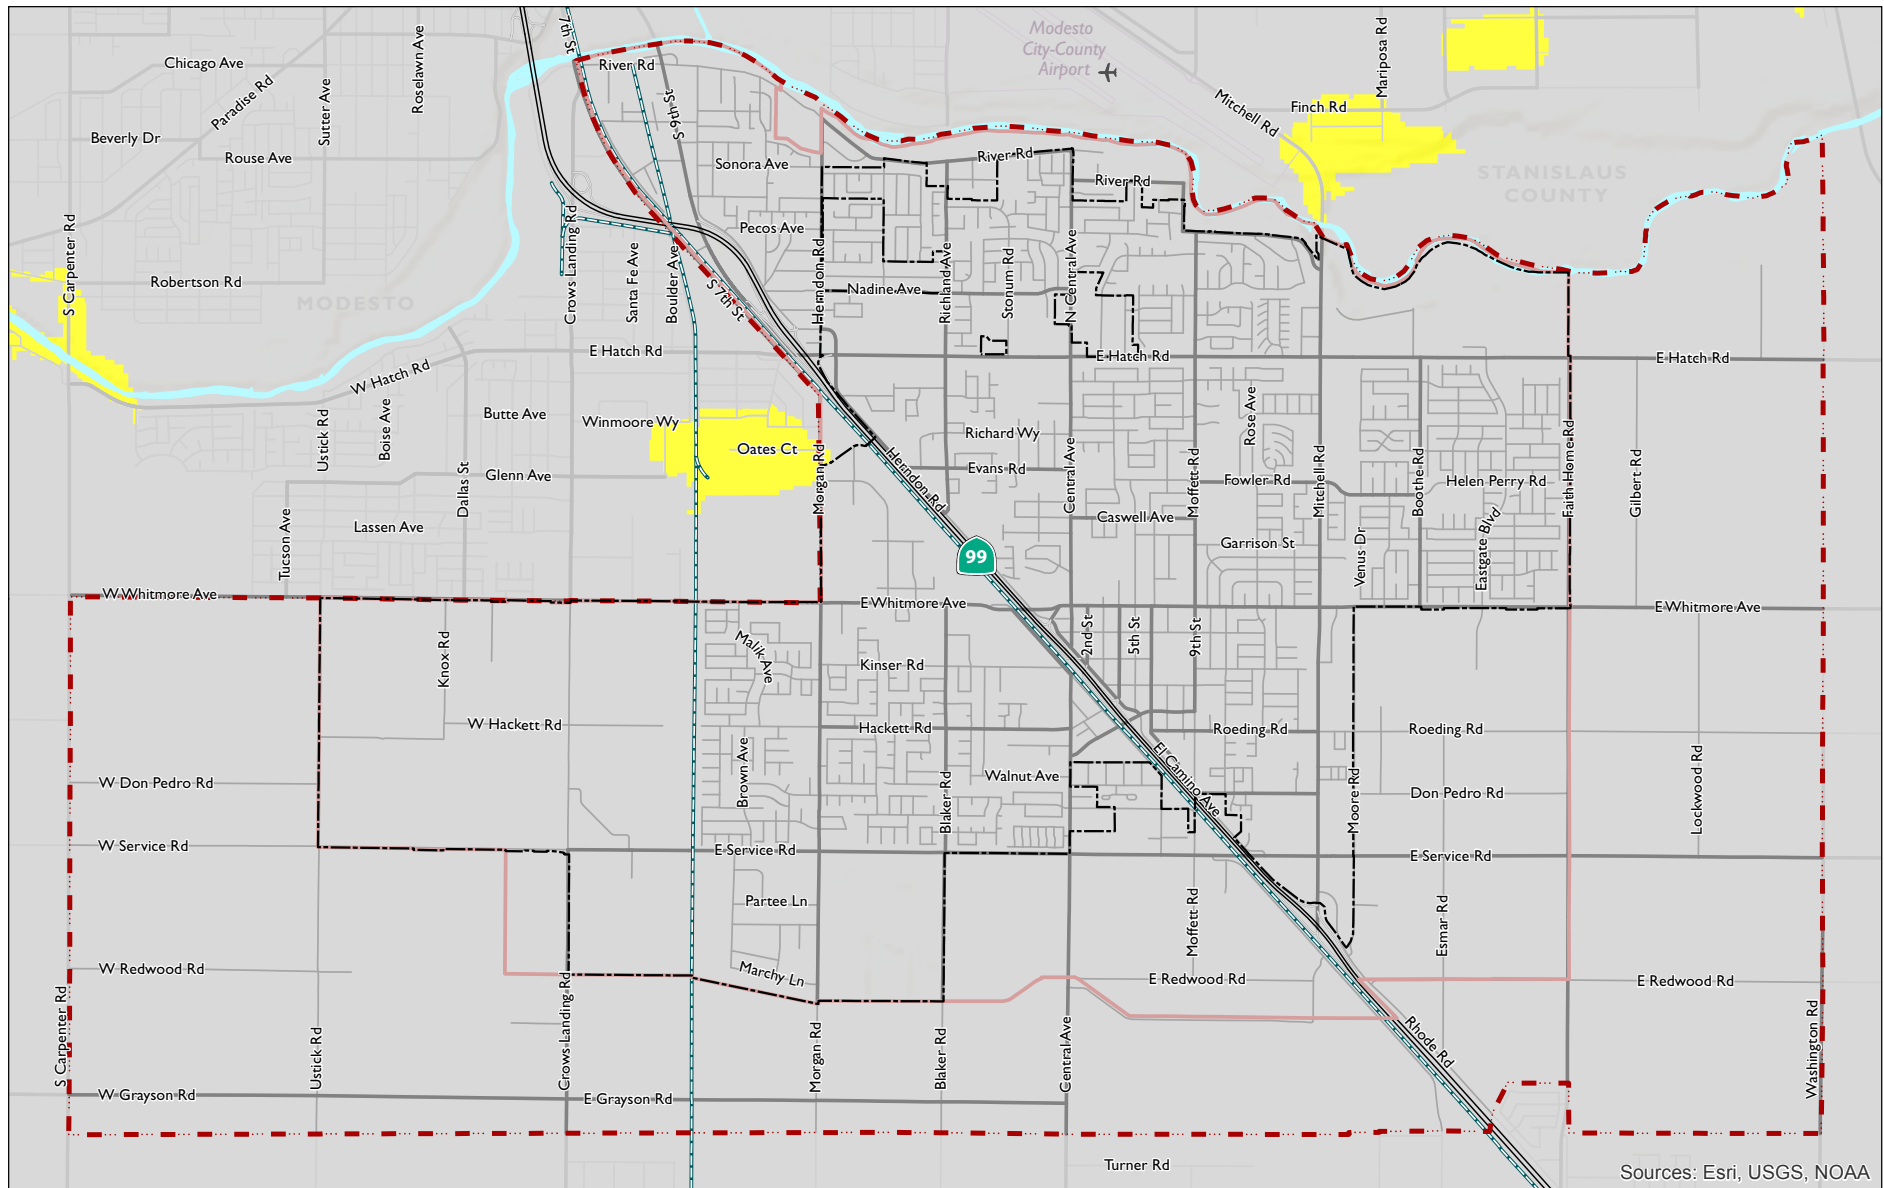 7th St
Modesto
City-County
Airport
Mariposa Rd
Roselawn Ave
Chicago Ave
Paradise Rd
Sutter Ave
River Rd
S 9th St
Mitchell Rd
Finch Rd
Beverly Dr
Rouse Ave
Sonora Ave
River Rd
River Rd
STANISLAUS
COUNTY
S Carpenter Rd
Crows Landing Rd
Santa Fe Ave
Boulder Ave
Pecos Ave
Herndon Rd
Richland Ave
Stonum Rd
N Central Ave
Robertson Rd
MODESTO
S 7th St
Nadine Ave
W Hatch Rd
E Hatch Rd
E Hatch Rd
E Hatch Rd
Ustick Rd
Boise Ave
Butte Ave
Winmoore Wy
Oates Ct
Morgan Rd
Herndon Rd
Richard Wy
Evans Rd
Central Ave
Moffett Rd
Rose Ave
Fowler Rd
Mitchell Rd
Boothe Rd
Helen Perry Rd
Faith Home Rd
Gilbert Rd
Dallas St
Glenn Ave
Tucson Ave
Lassen Ave
Caswell Ave
Garrison St
Venus Dr
Eastgate Blvd
99
W Whitmore Ave
E Whitmore Ave
E Whitmore Ave
Knox Rd
Malik Ave
Kinser Rd
2nd St
5th St
9th St
W Hackett Rd
Hackett Rd
Roeding Rd
Roeding Rd
Brown Ave
Blaker Rd
Walnut Ave
El Camino Ave
Moore Rd
Lockwood Rd
W Don Pedro Rd
Don Pedro Rd
W Service Rd
E Service Rd
E Service Rd
Partee Ln
Moffett Rd
Esmar Rd
W Redwood Rd
Marchy Ln
E Redwood Rd
E Redwood Rd
S Carpenter Rd
Ustick Rd
Crows Landing Rd
Morgan Rd
Blaker Rd
Central Ave
Rhode Rd
Washington Rd
W Grayson Rd
E Grayson Rd
Turner Rd
Sources: Esri, USGS, NOAA